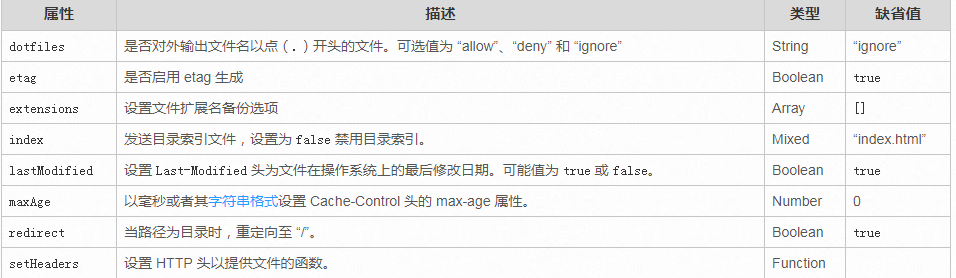 属性 描述 类型 缺省值
dotfiles 是否对外输出文件名以点（.）开头的文件。可选值为 “allow”、“deny” 和 “ignore” String “ignore”
etag 是否启用 etag 生成 Boolean true
extensions 设置文件扩展名备份选项 Array []
index 发送目录索引文件，设置为 false 禁用目录索引。 Mixed “index.html”
lastModified 设置 Last-Modified 头为文件在操作系统上的最后修改日期。可能值为 true 或 false。 Boolean true
maxAge 以毫秒或者其字符串格式设置 Cache-Control 头的 max-age 属性。 Number 0
redirect 当路径为目录时，重定向至 “/”。 Boolean true
setHeaders 设置 HTTP 头以提供文件的函数。 Function